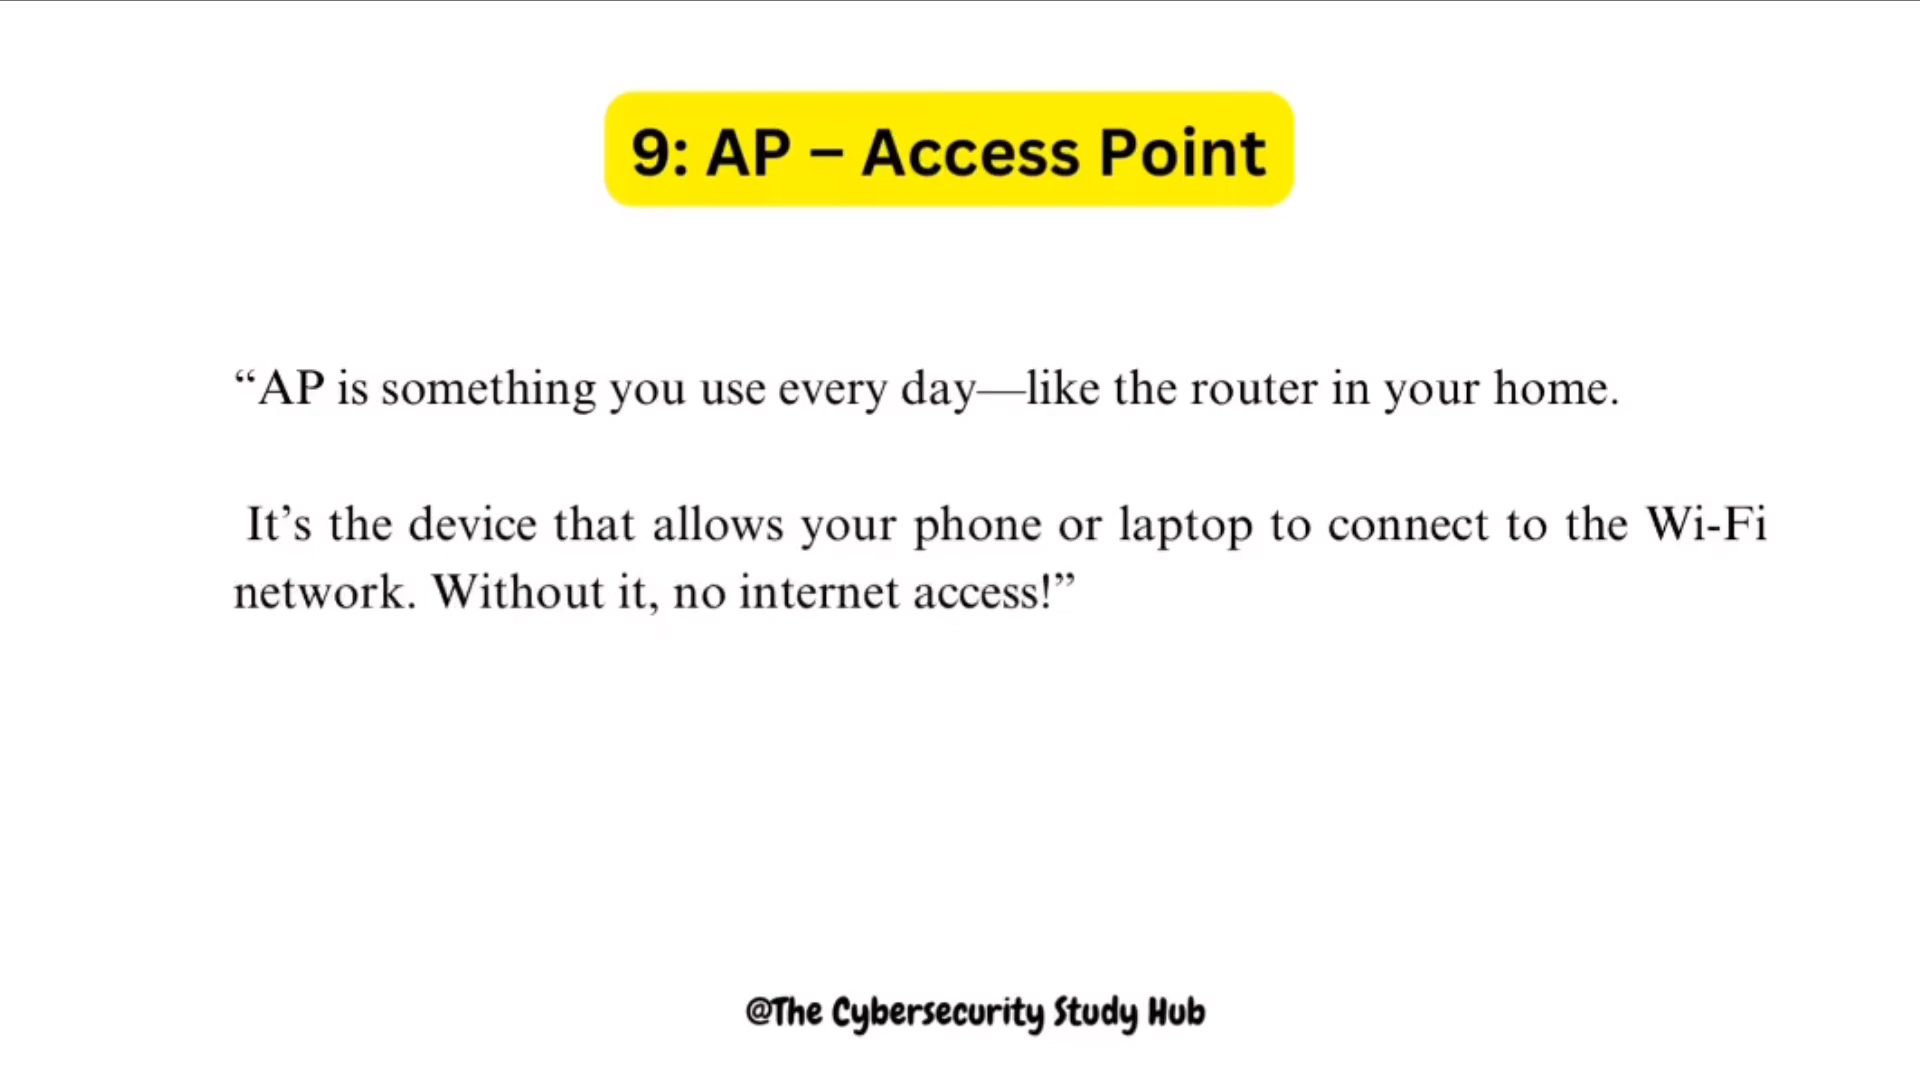 9: AP – Access Point
“AP is something you use every day—like the router in your home.
It’s the device that allows your phone or laptop to connect to the Wi-Fi
network. Without it, no internet access!”
@The Cybersecurity Study Hub